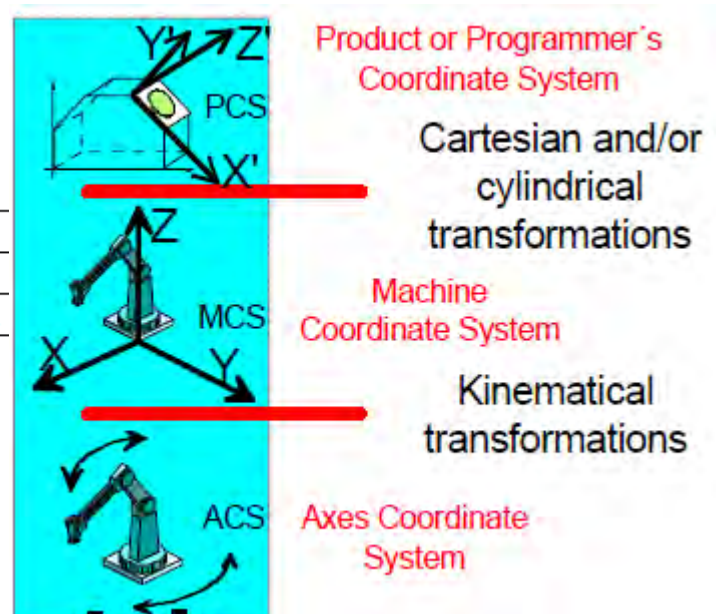 Y' Z'
Product or Programmer´s
Coordinate System
PCS
X'
Cartesian and/or
cylindrical
transformations
Z
Machine
Coordinate System
MCS
X Y
Kinematical
transformations
ACS
Axes Coordinate
System